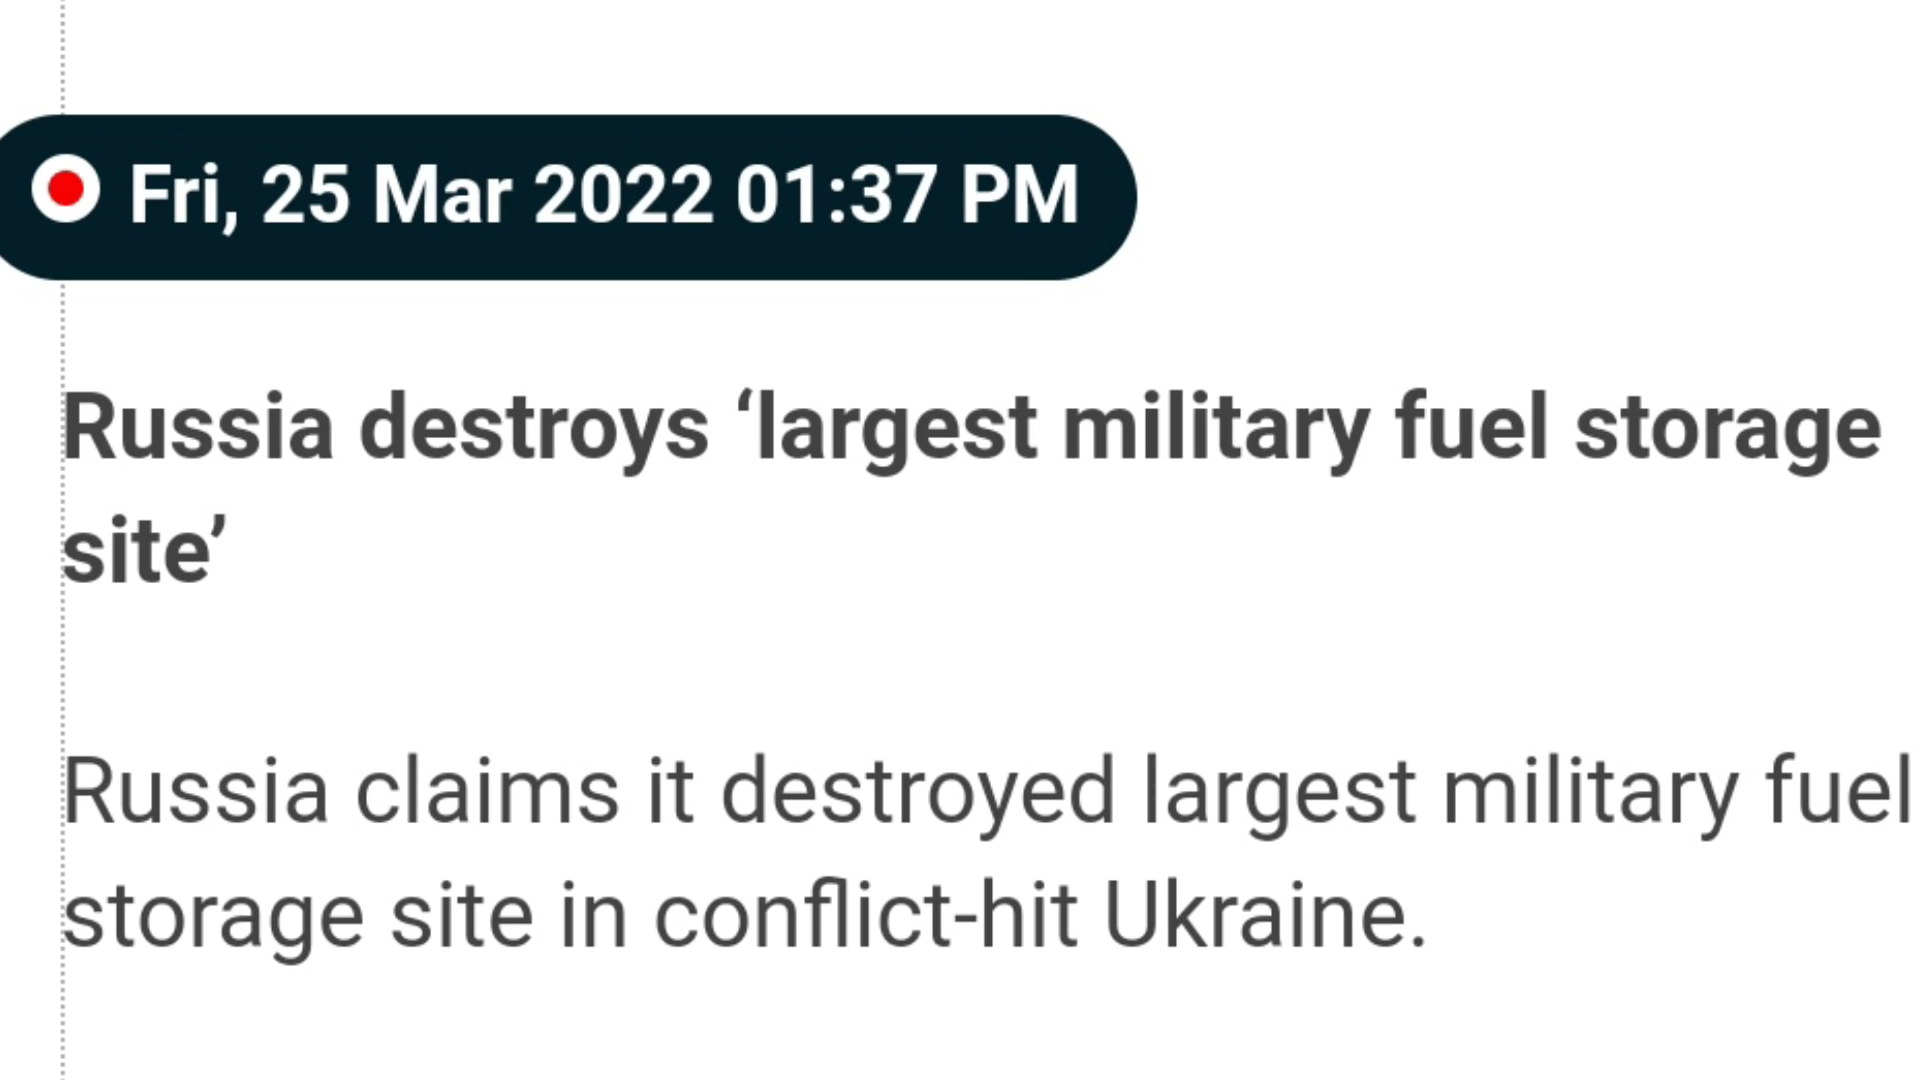 Fri, 25 Mar 2022 01:37 PM
Russia destroys ‘largest military fuel storage
site’
Russia claims it destroyed largest military fuel
storage site in conflict-hit Ukraine.